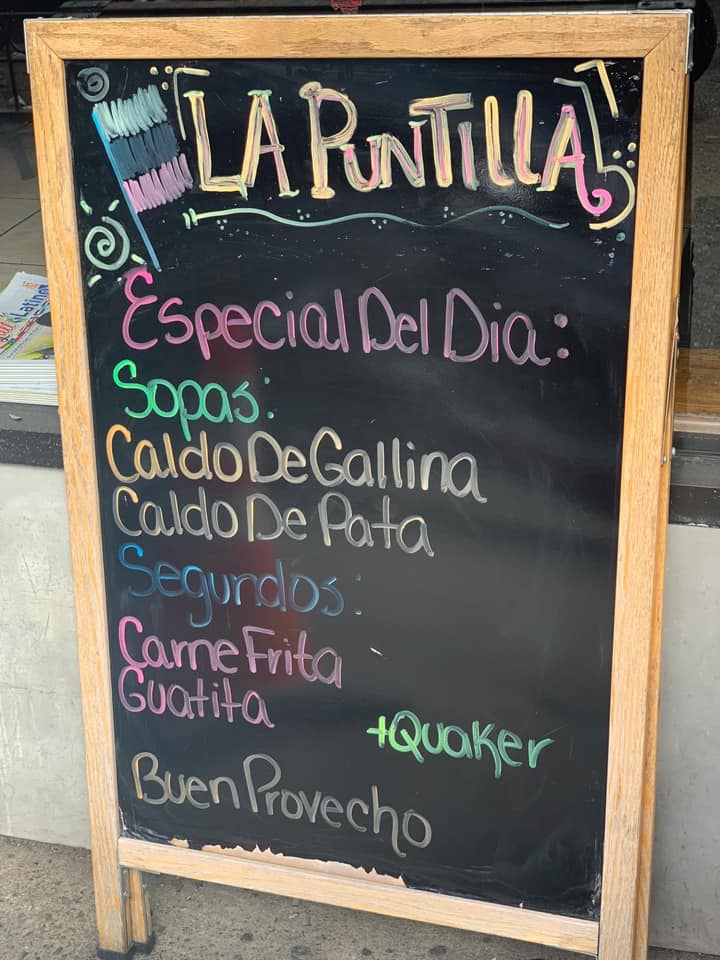 LA PUNTILLA
Especial Del Dia:
Sopas:
Caldo De Gallina
Caldo De Pata
Segundos:
Carne Frita
Guatita
+Quaker
Buen Provecho
Latino